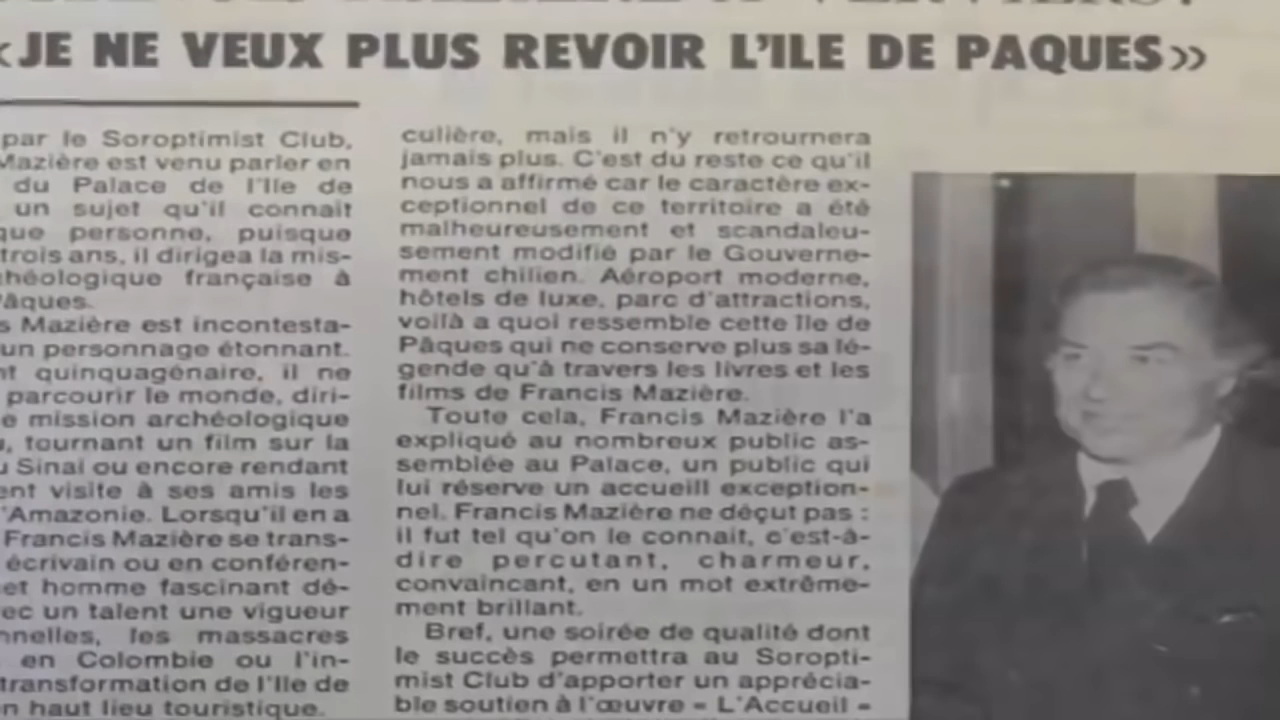 «JE NE VEUX PLUS REVOIR L'ILE DE PAQUES»
par le Soroptimist Club,
Mazière est venu parler en
du Palace de l'Ile de
un sujet qu'il connait
que personne, puisque
trois ans, il dirigea la mis-
chéologique française à
Pâques.
s Mazière est incontesta-
un personnage étonnant.
nt quinquagénaire, il ne
parcourir le monde, diri-
e mission archéologique
u, tournant un film sur la
u Sinai ou encore rendant
ent visite à ses amis les
'Amazonie. Lorsqu'il en a
Francis Mazière se trans-
écrivain ou en conféren-
et homme fascinant dé-
ec un talent une vigueur
nnelles, les massacres
en Colombie ou l'in-
transformation de l'Ile de
n haut lieu touristique.
culière, mais il n'y retournera
jamais plus. C'est du reste ce qu'il
nous a affirmé car le caractère ex-
ceptionnel de ce territoire a été
malheureusement et scandaleu-
sement modifié par le Gouverne-
ment chilien. Aéroport moderne,
hôtels de luxe, parc d'attractions,
voilà a quoi ressemble cette île de
Pâques qui ne conserve plus sa lé-
gende qu'à travers les livres et les
films de Francis Mazière.
Toute cela, Francis Mazière l'a
expliqué au nombreux public as-
semblée au Palace, un public qui
lui réserve un accueill exception-
nel. Francis Mazière ne déçut pas :
il fut tel qu'on le connait, c'est-à-
dire percutant, charmeur,
convaincant, en un mot extrême-
ment brillant.
Bref, une soirée de qualité dont
le succès permettra au Soropti-
mist Club d'apporter un apprécia-
ble soutien à l'œuvre « L'Accueil »